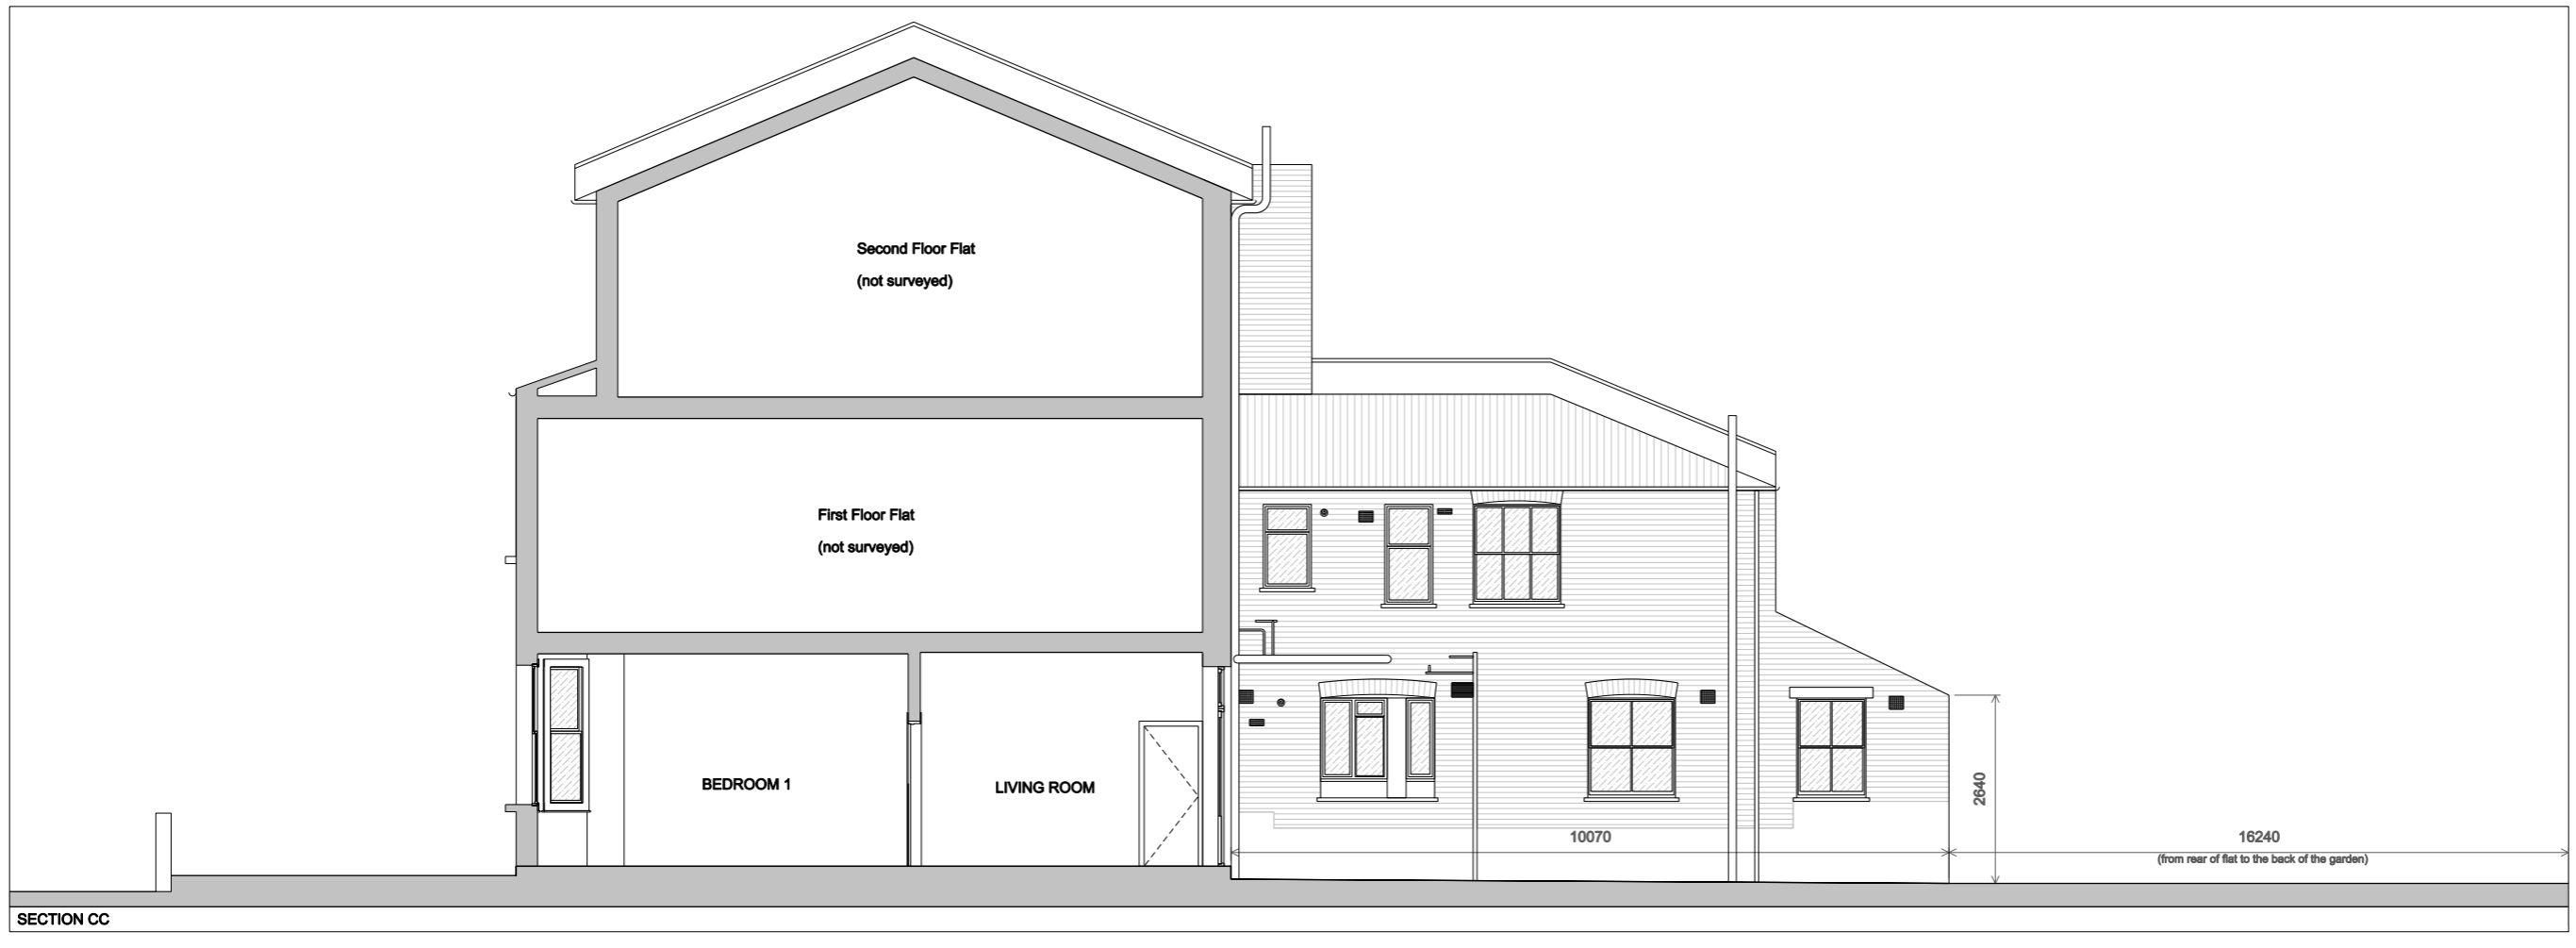 Second Floor Flat
(not surveyed)
First Floor Flat
(not surveyed)
BEDROOM 1
LIVING ROOM
2640
10070
16240
(from rear of flat to the back of the garden)
SECTION CC